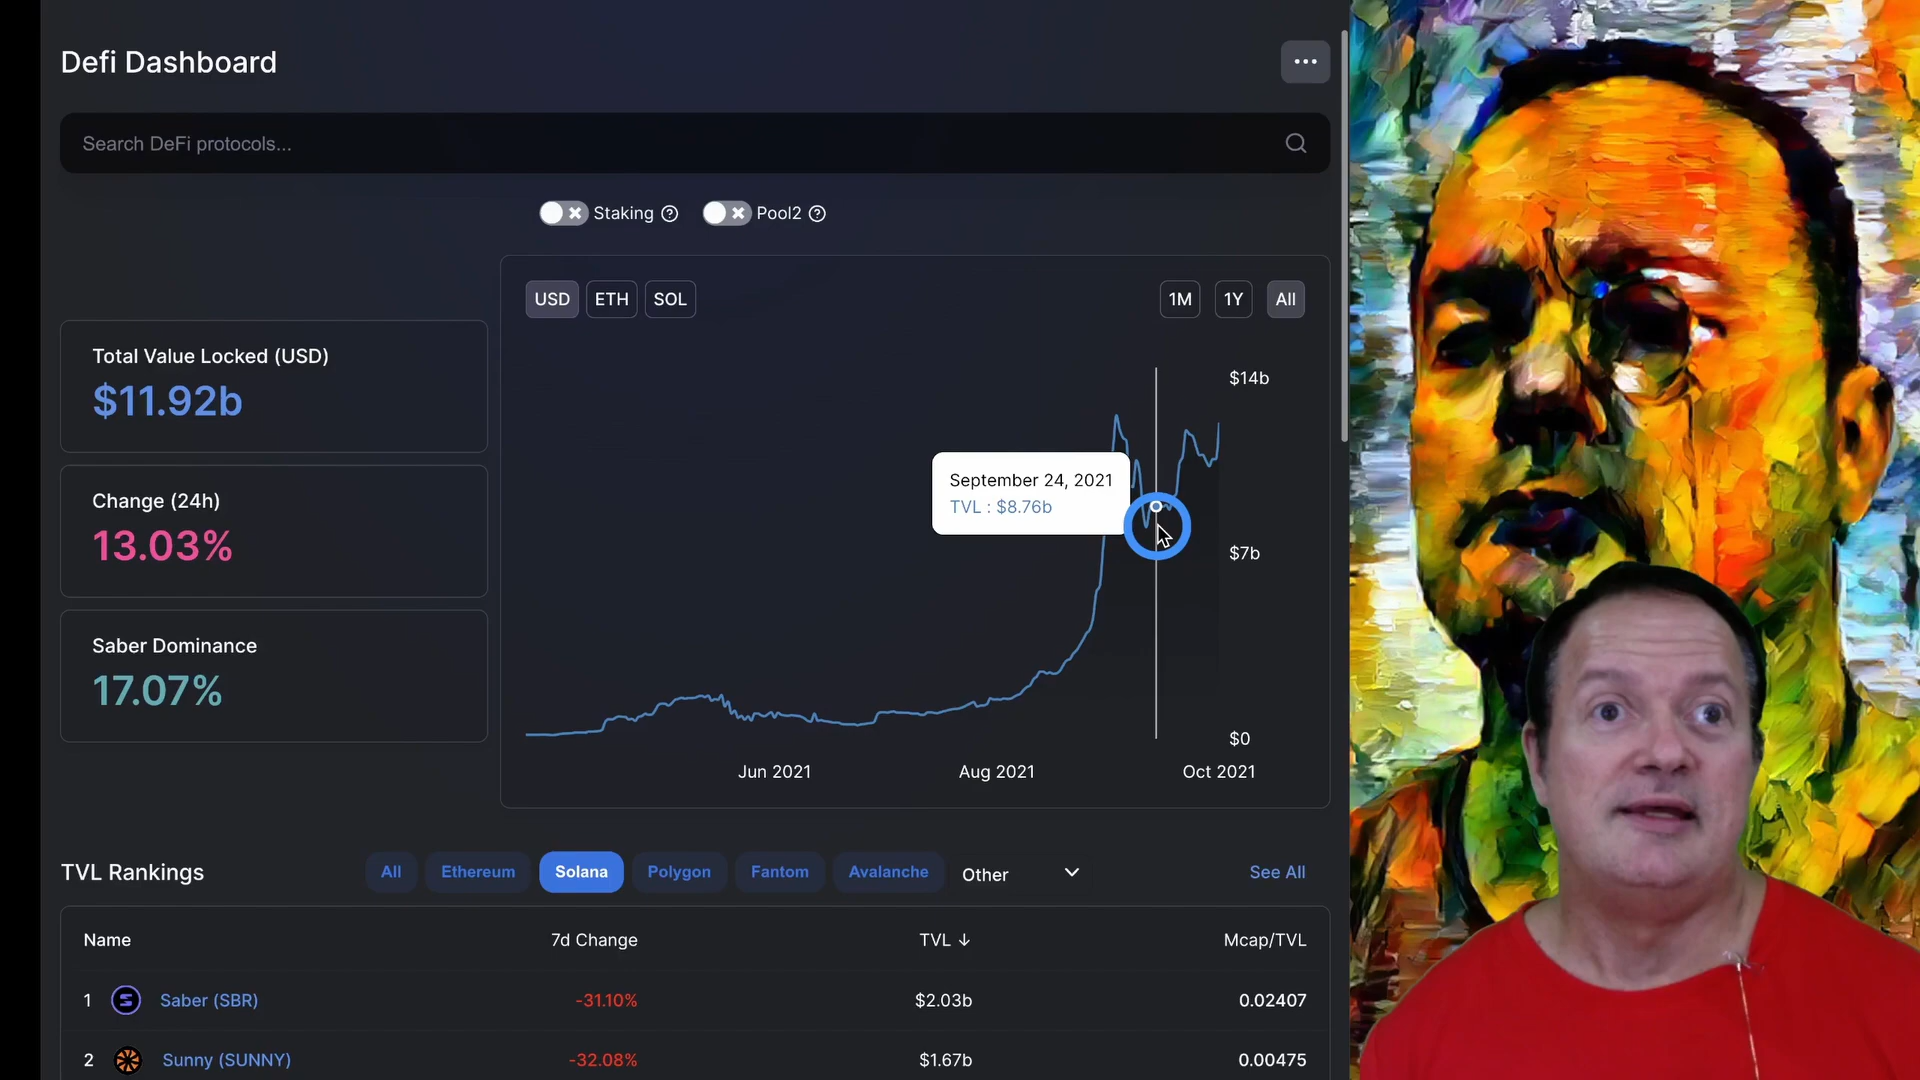 Defi Dashboard
Search DeFi protocols...
Staking
Pool2
USD ETH SOL
1M 1Y All
Total Value Locked (USD)
$11.92b
Change (24h)
13.03%
Saber Dominance
17.07%
$14b
September 24, 2021
TVL : $8.76b
$7b
$0
Jun 2021 Aug 2021 Oct 2021
TVL Rankings
All Ethereum Solana Polygon Fantom Avalanche Other See All
Name 7d Change TVL ↓ Mcap/TVL
1 Saber (SBR) -31.10% $2.03b 0.02407
2 Sunny (SUNNY) -32.08% $1.67b 0.00475